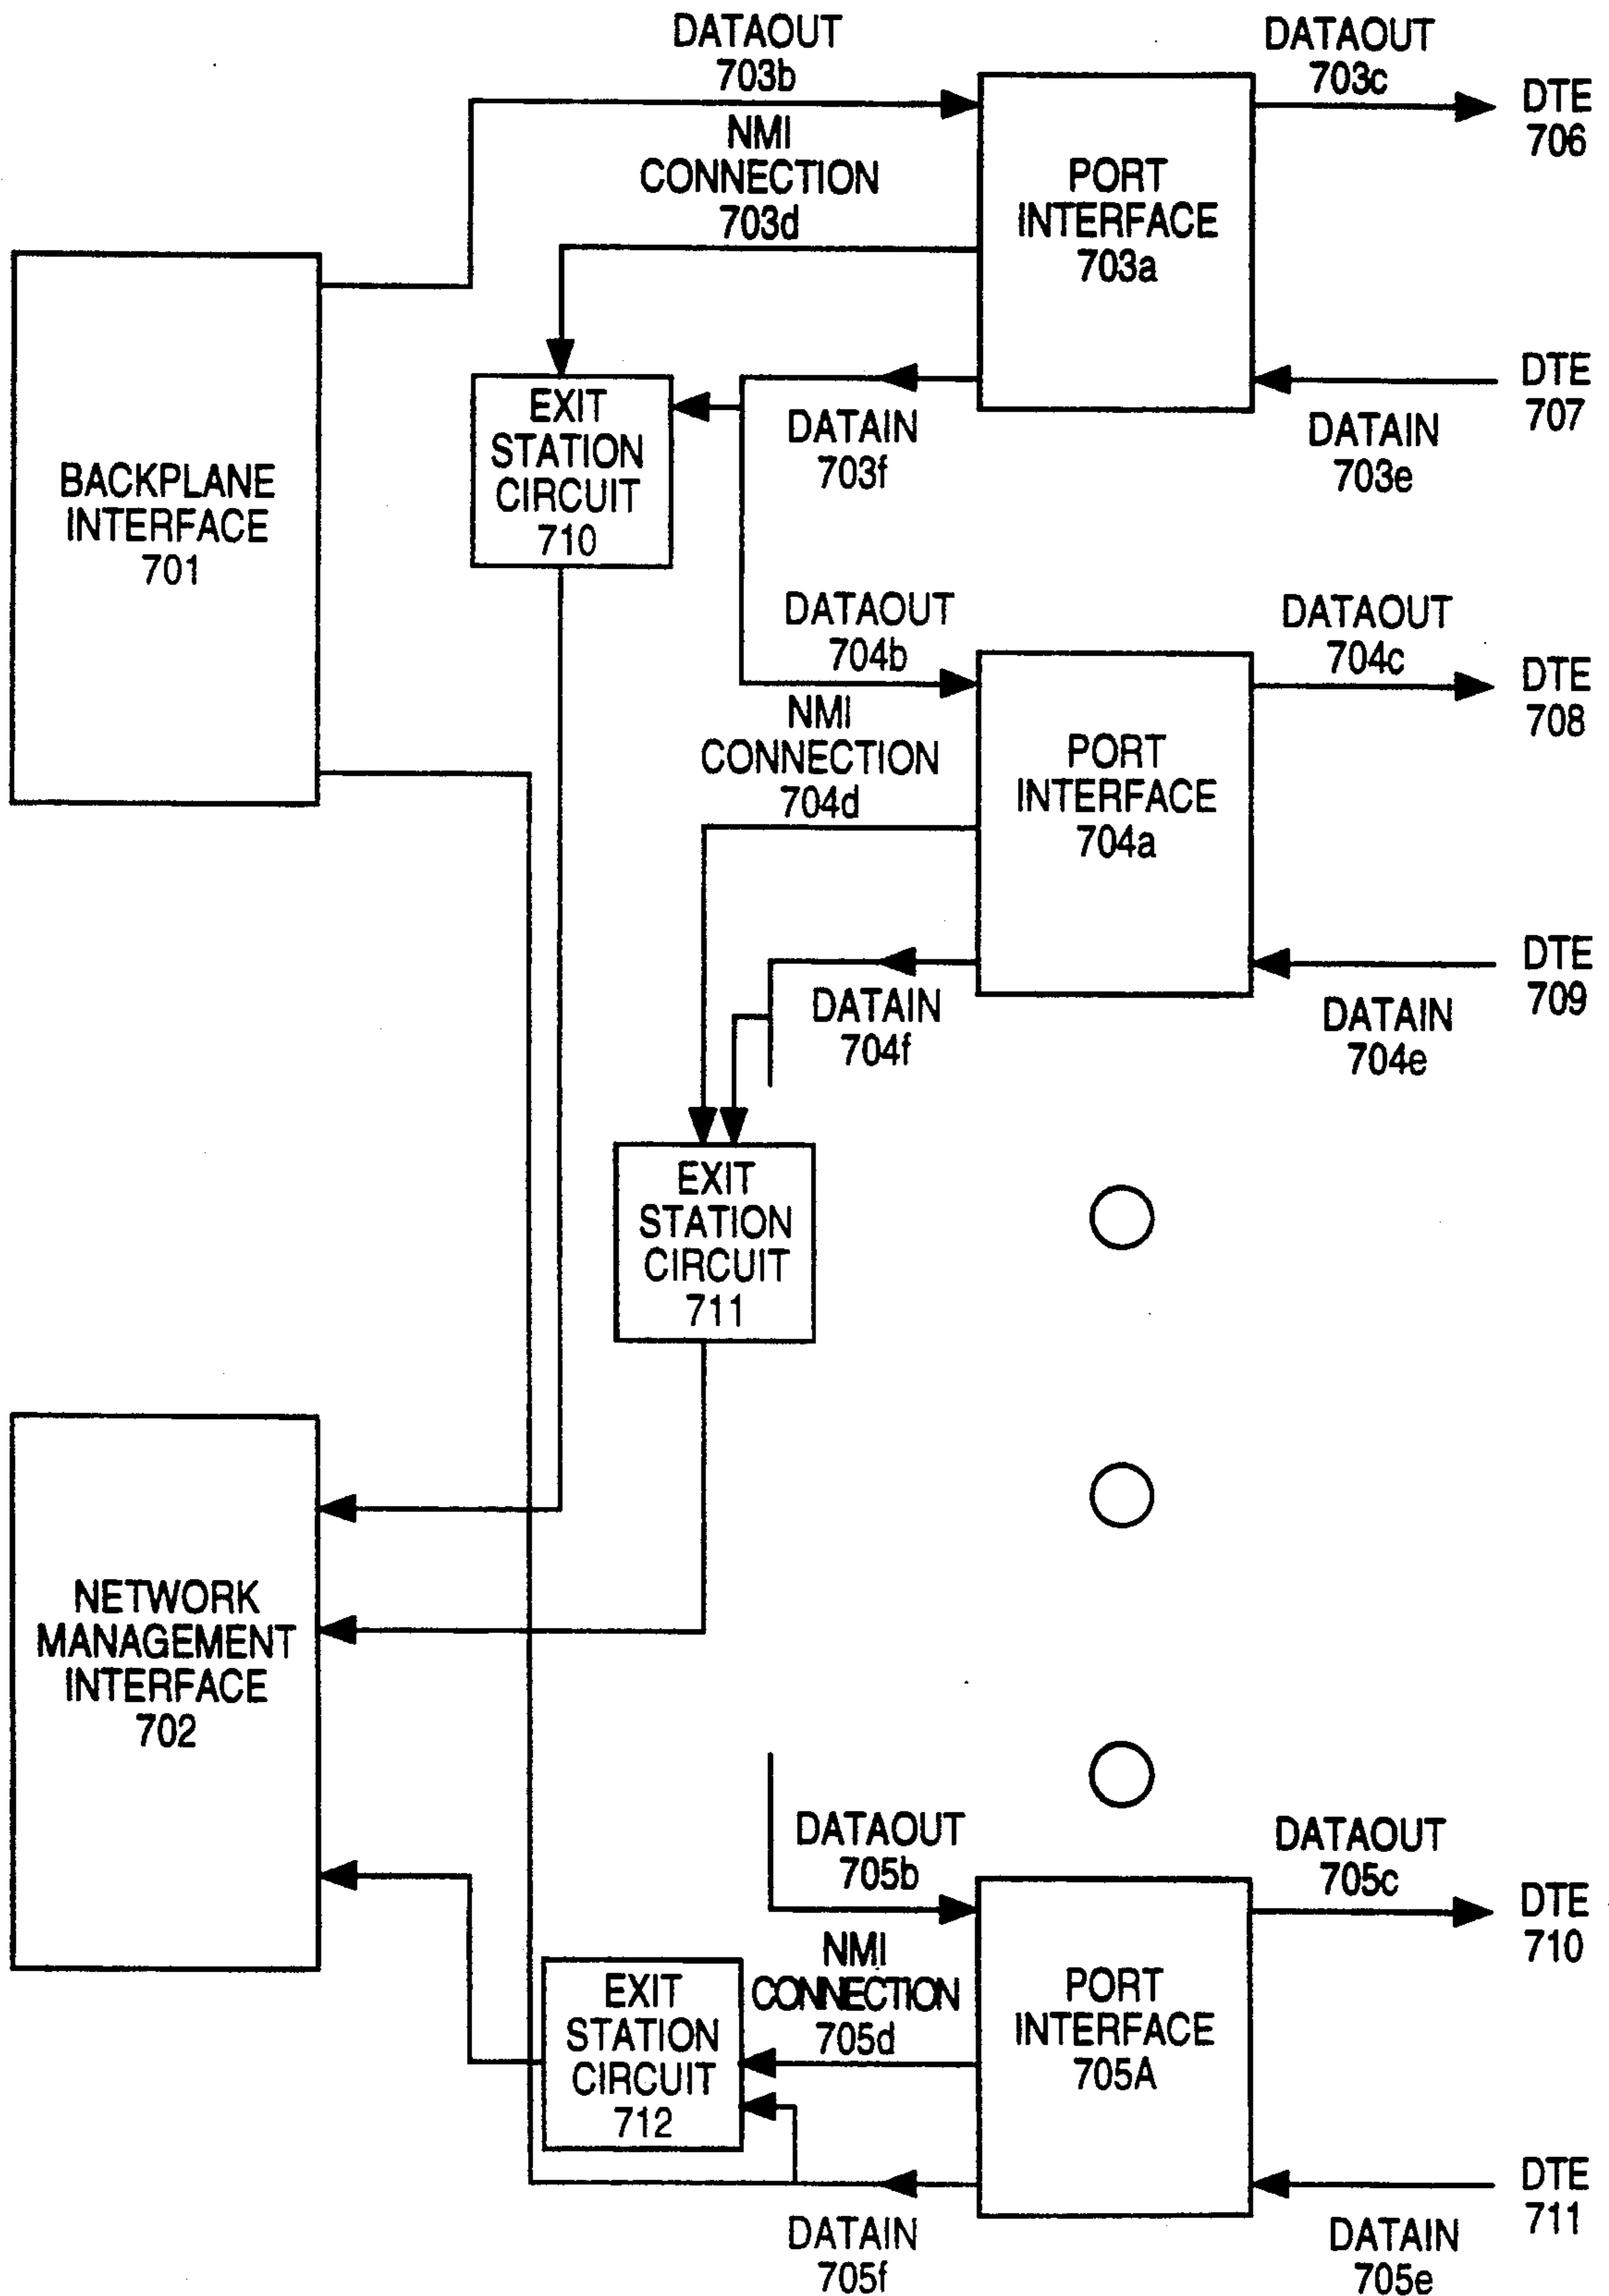 DATAOUT
703b
DATAOUT
703c
DTE
706
NMI
CONNECTION
703d
PORT
INTERFACE
703a
BACKPLANE
INTERFACE
701
EXIT
STATION
CIRCUIT
710
DATAIN
703f
DATAIN
703e
DTE
707
DATAOUT
704b
DATAOUT
704c
DTE
708
NMI
CONNECTION
704d
PORT
INTERFACE
704a
DATAIN
704f
DATAIN
704e
DTE
709
EXIT
STATION
CIRCUIT
711
NETWORK
MANAGEMENT
INTERFACE
702
DATAOUT
705b
DATAOUT
705c
DTE
710
EXIT
STATION
CIRCUIT
712
NMI
CONNECTION
705d
PORT
INTERFACE
705A
DATAIN
705f
DATAIN
705e
DTE
711